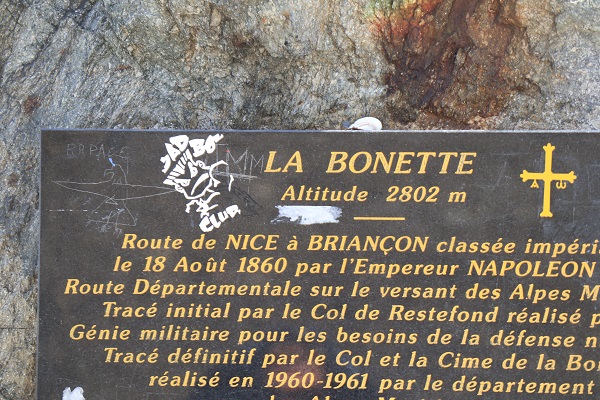 LA BONETTE
Altitude 2802 m
Route de NICE à BRIANÇON classée impéri
le 18 Août 1860 par l'Empereur NAPOLEON
Route Départementale sur le versant des Alpes M
Tracé initial par le Col de Restefond réalisé p
Génie militaire pour les besoins de la défense n
Tracé définitif par le Col et la Cime de la Bo
réalisé en 1960-1961 par le département
CLUB